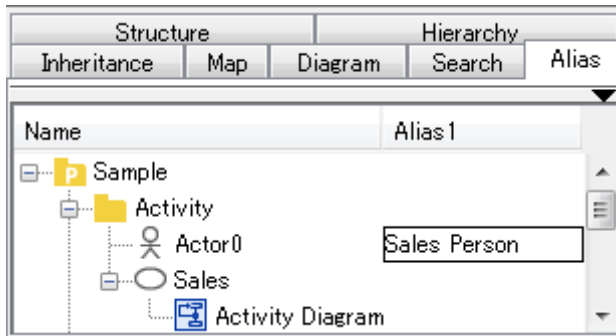 Structure Hierarchy
Inheritance Map Diagram Search Alias
Name Alias1
P Sample
Activity
Actor0 Sales Person
Sales
Activity Diagram